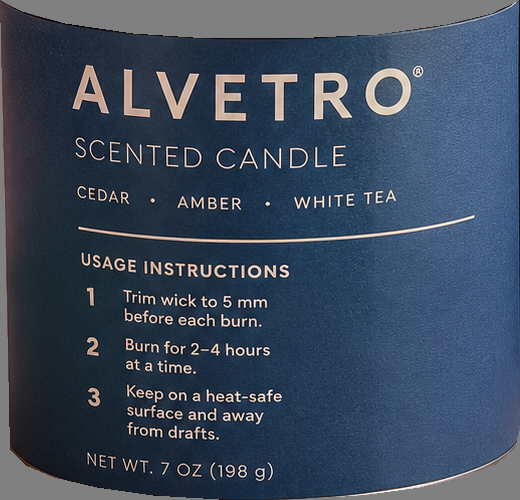 ALVETRO®
SCENTED CANDLE
CEDAR • AMBER • WHITE TEA
USAGE INSTRUCTIONS
1 Trim wick to 5 mm
before each burn.
2 Burn for 2–4 hours
at a time.
3 Keep on a heat-safe
surface and away
from drafts.
NET WT. 7 OZ (198 g)